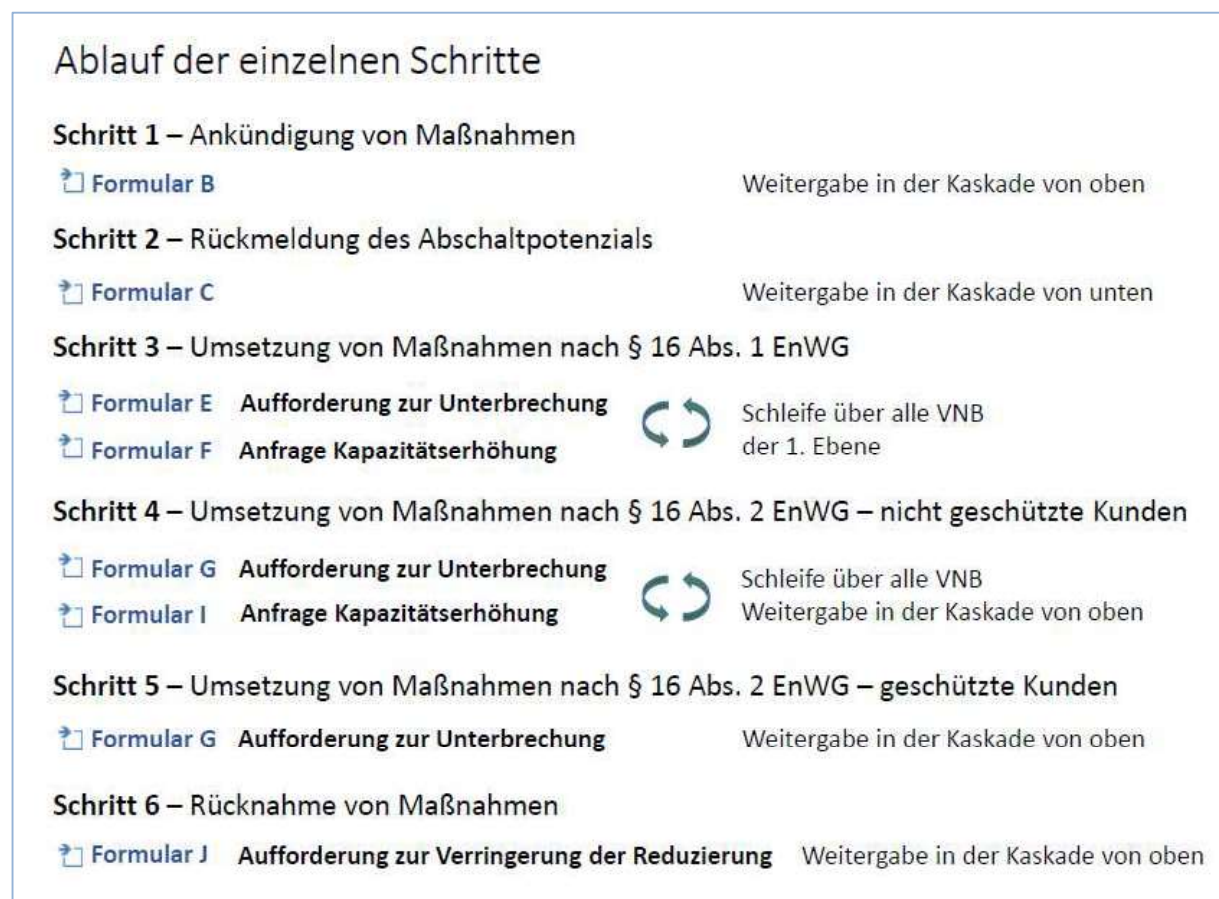 Ablauf der einzelnen Schritte
Schritt 1 – Ankündigung von Maßnahmen
Formular B Weitergabe in der Kaskade von oben
Schritt 2 – Rückmeldung des Abschaltpotenzials
Formular C Weitergabe in der Kaskade von unten
Schritt 3 – Umsetzung von Maßnahmen nach § 16 Abs. 1 EnWG
Formular E Aufforderung zur Unterbrechung
Formular F Anfrage Kapazitätserhöhung
Schleife über alle VNB
der 1. Ebene
Schritt 4 – Umsetzung von Maßnahmen nach § 16 Abs. 2 EnWG – nicht geschützte Kunden
Formular G Aufforderung zur Unterbrechung
Formular I Anfrage Kapazitätserhöhung
Schleife über alle VNB
Weitergabe in der Kaskade von oben
Schritt 5 – Umsetzung von Maßnahmen nach § 16 Abs. 2 EnWG – geschützte Kunden
Formular G Aufforderung zur Unterbrechung Weitergabe in der Kaskade von oben
Schritt 6 – Rücknahme von Maßnahmen
Formular J Aufforderung zur Verringerung der Reduzierung Weitergabe in der Kaskade von oben